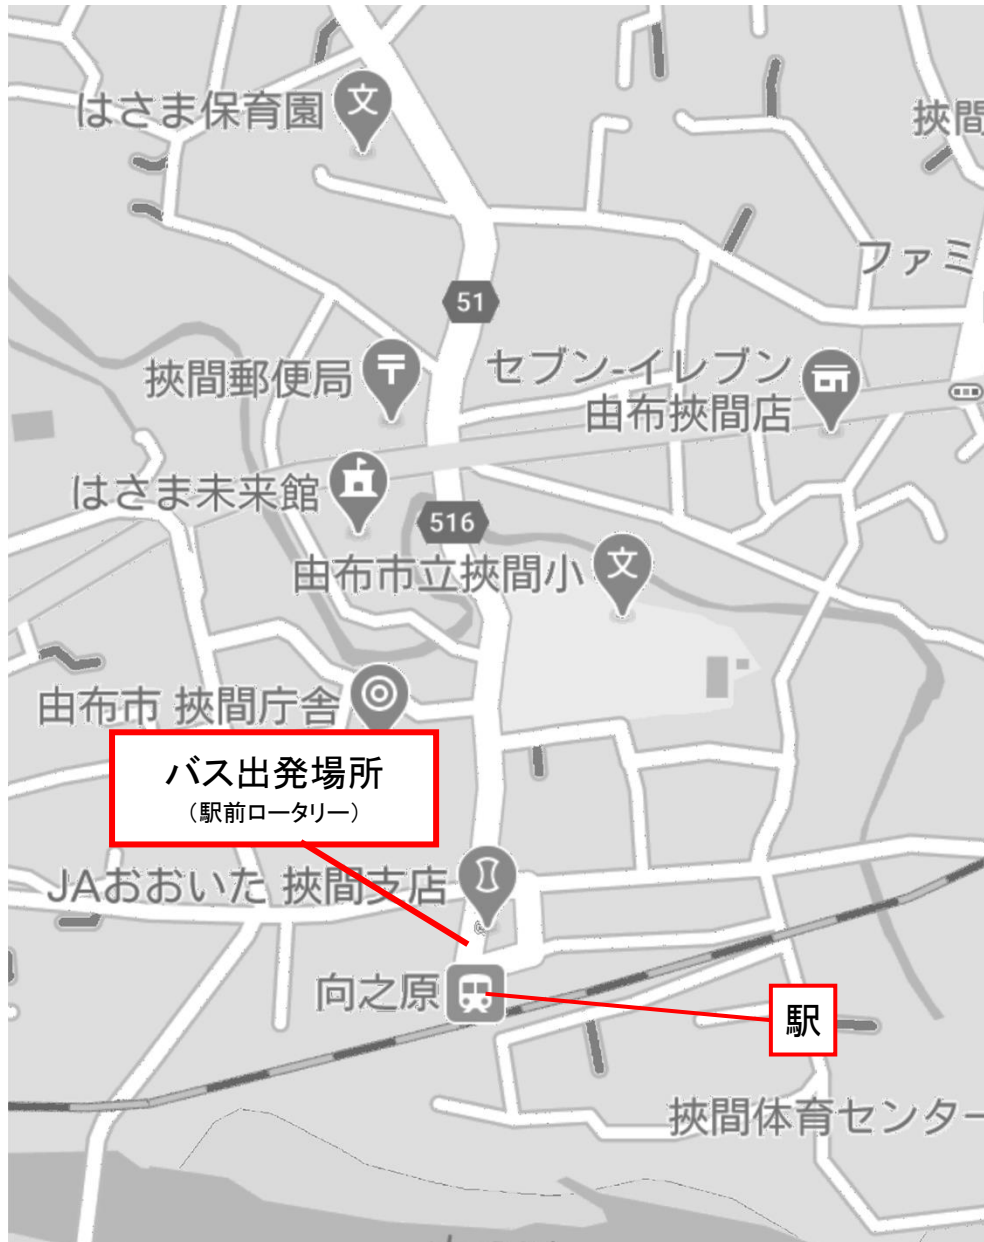 はさま保育園
文
挾間
ファミ
51
挾間郵便局
セブン-イレブン
由布挾間店
はさま未来館
516
由布市立挾間小
文
由布市 挾間庁舎
バス出発場所
（駅前ロータリー）
JAおおいた 挾間支店
向之原
駅
挾間体育センター